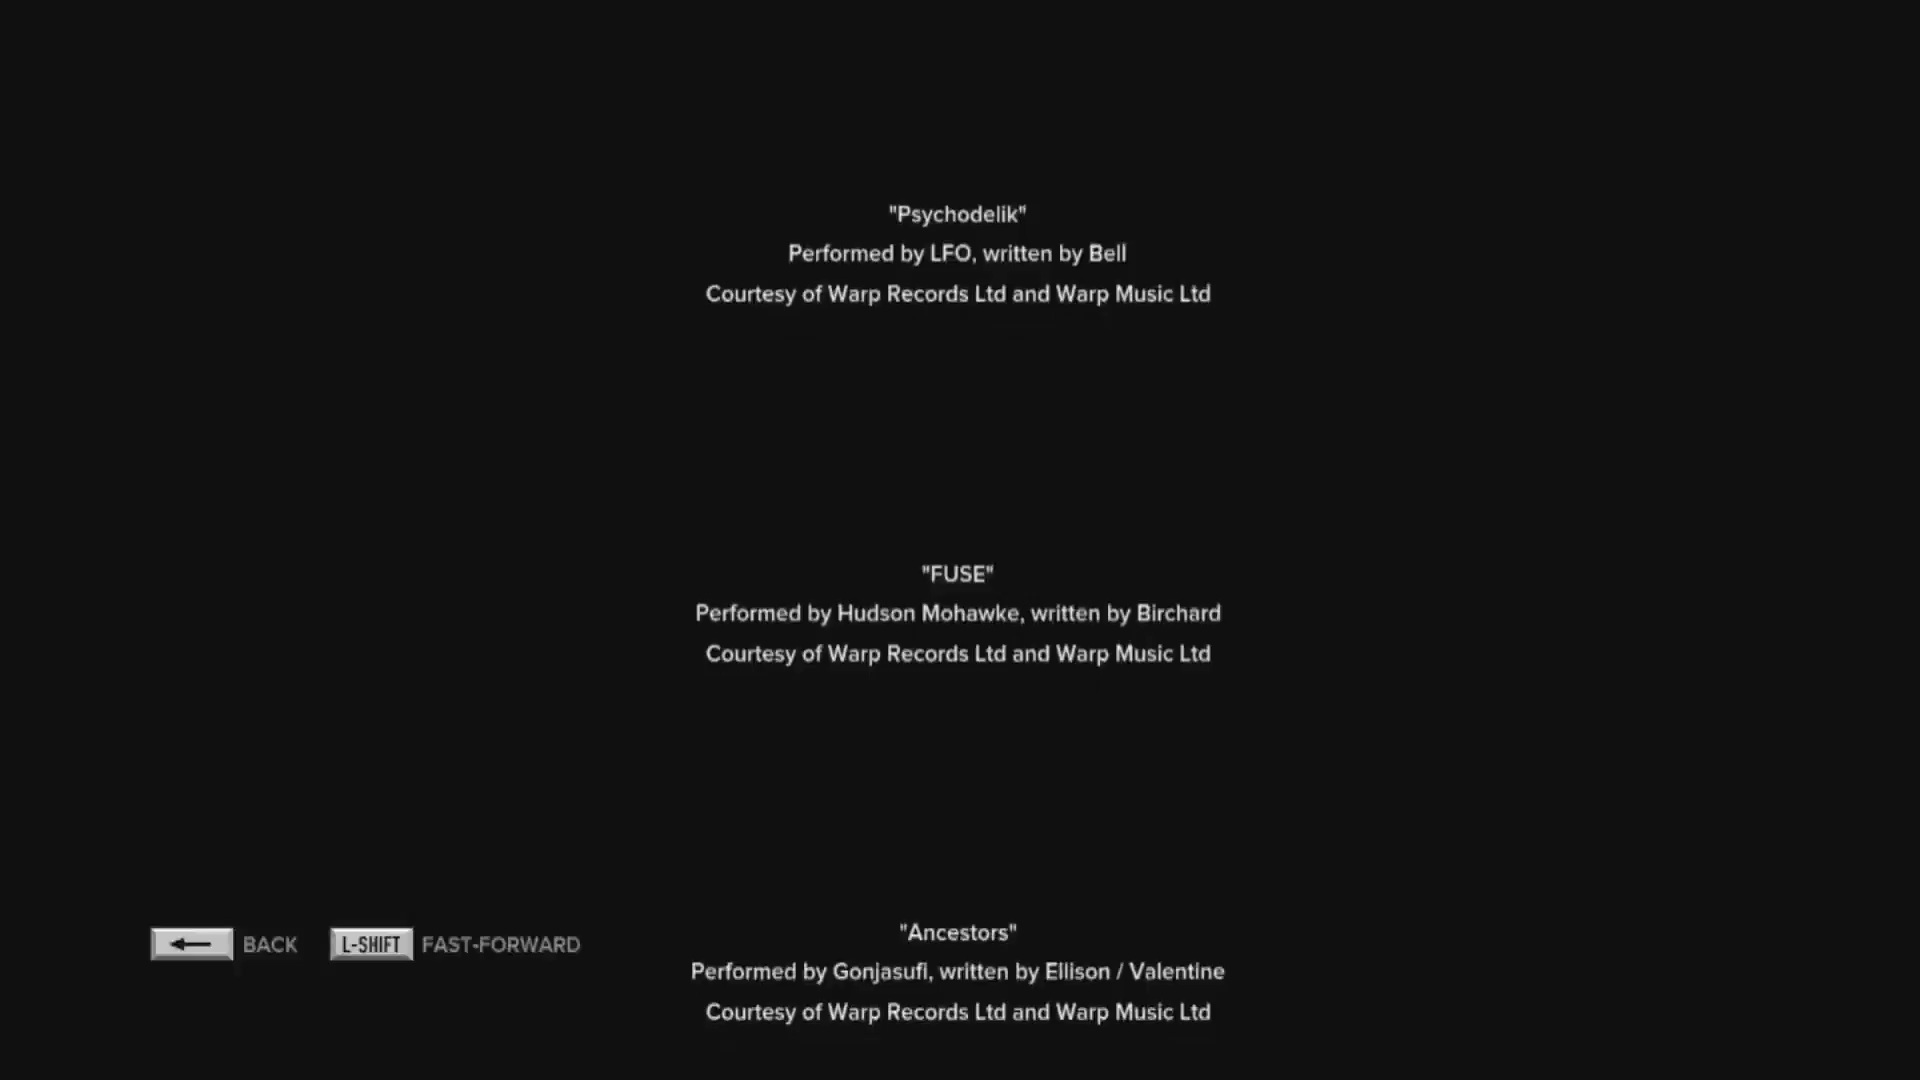 "Psychodelik"
Performed by LFO, written by Bell
Courtesy of Warp Records Ltd and Warp Music Ltd
"FUSE"
Performed by Hudson Mohawke, written by Birchard
Courtesy of Warp Records Ltd and Warp Music Ltd
BACK
L-SHIFT FAST-FORWARD
"Ancestors"
Performed by Gonjasufi, written by Ellison / Valentine
Courtesy of Warp Records Ltd and Warp Music Ltd